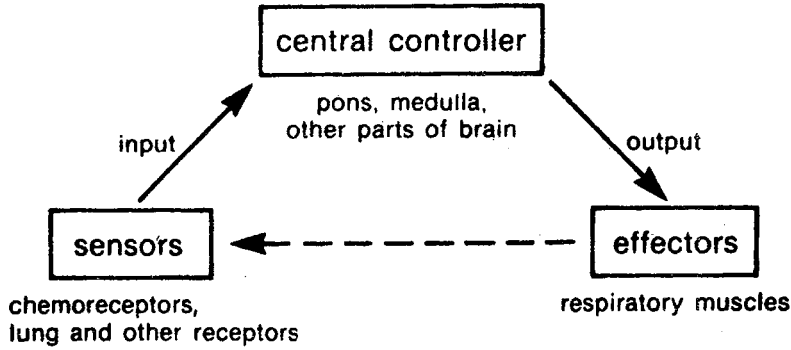 central controller
pons, medulla,
other parts of brain
input
output
sensors
effectors
chemoreceptors,
lung and other receptors
respiratory muscles